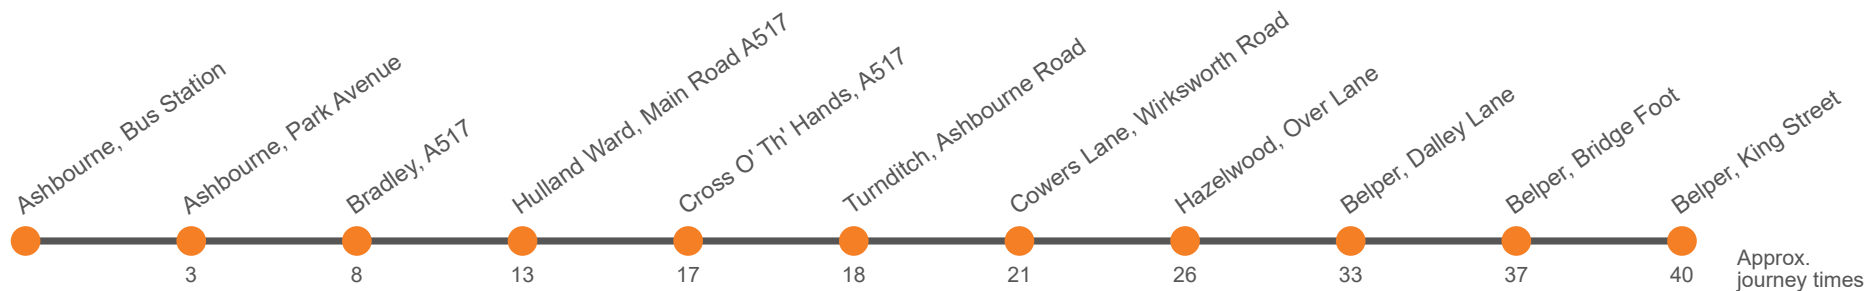 Ashbourne, Bus Station
Ashbourne, Park Avenue
Bradley, A517
Hulland Ward, Main Road A517
Cross O' Th' Hands, A517
Turnditch, Ashbourne Road
Cowers Lane, Wirksworth Road
Hazelwood, Over Lane
Belper, Dalley Lane
Belper, Bridge Foot
Belper, King Street
3 8 13 17 18 21 26 33 37 40
Approx.
journey times